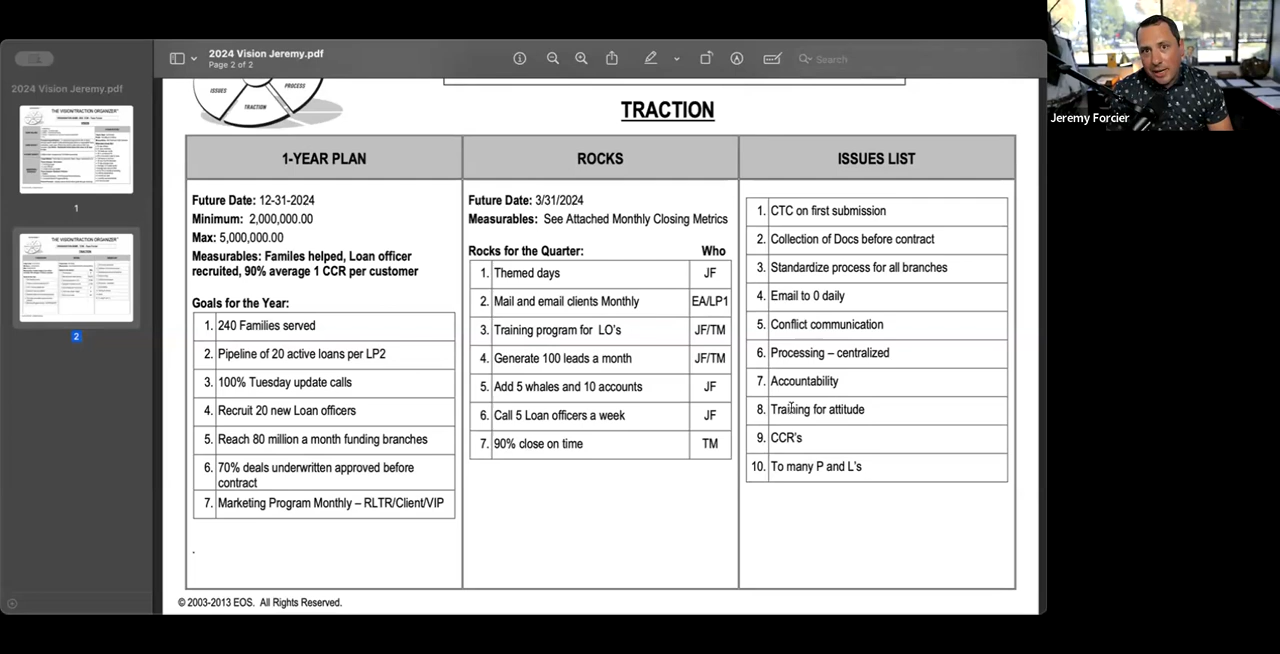 2024 Vision Jeremy.pdf
Page 2 of 2
Search
Jeremy Forcier
2024 Vision Jeremy.pdf
1
2
ISSUES
PROCESS
TRACTION
TRACTION
1-YEAR PLAN
Future Date: 12-31-2024
Minimum: 2,000,000.00
Max: 5,000,000.00
Measurables: Familes helped, Loan officer
recruited, 90% average 1 CCR per customer
Goals for the Year:
1. 240 Families served
2. Pipeline of 20 active loans per LP2
3. 100% Tuesday update calls
4. Recruit 20 new Loan officers
5. Reach 80 million a month funding branches
6. 70% deals underwritten approved before
contract
7. Marketing Program Monthly – RLTR/Client/VIP
.
ROCKS
Future Date: 3/31/2024
Measurables: See Attached Monthly Closing Metrics
Rocks for the Quarter: Who
1. Themed days JF
2. Mail and email clients Monthly EA/LP1
3. Training program for LO's JF/TM
4. Generate 100 leads a month JF/TM
5. Add 5 whales and 10 accounts JF
6. Call 5 Loan officers a week JF
7. 90% close on time TM
ISSUES LIST
1. CTC on first submission
2. Collection of Docs before contract
3. Standardize process for all branches
4. Email to 0 daily
5. Conflict communication
6. Processing – centralized
7. Accountability
8. Training for attitude
9. CCR's
10. To many P and L's
© 2003-2013 EOS. All Rights Reserved.